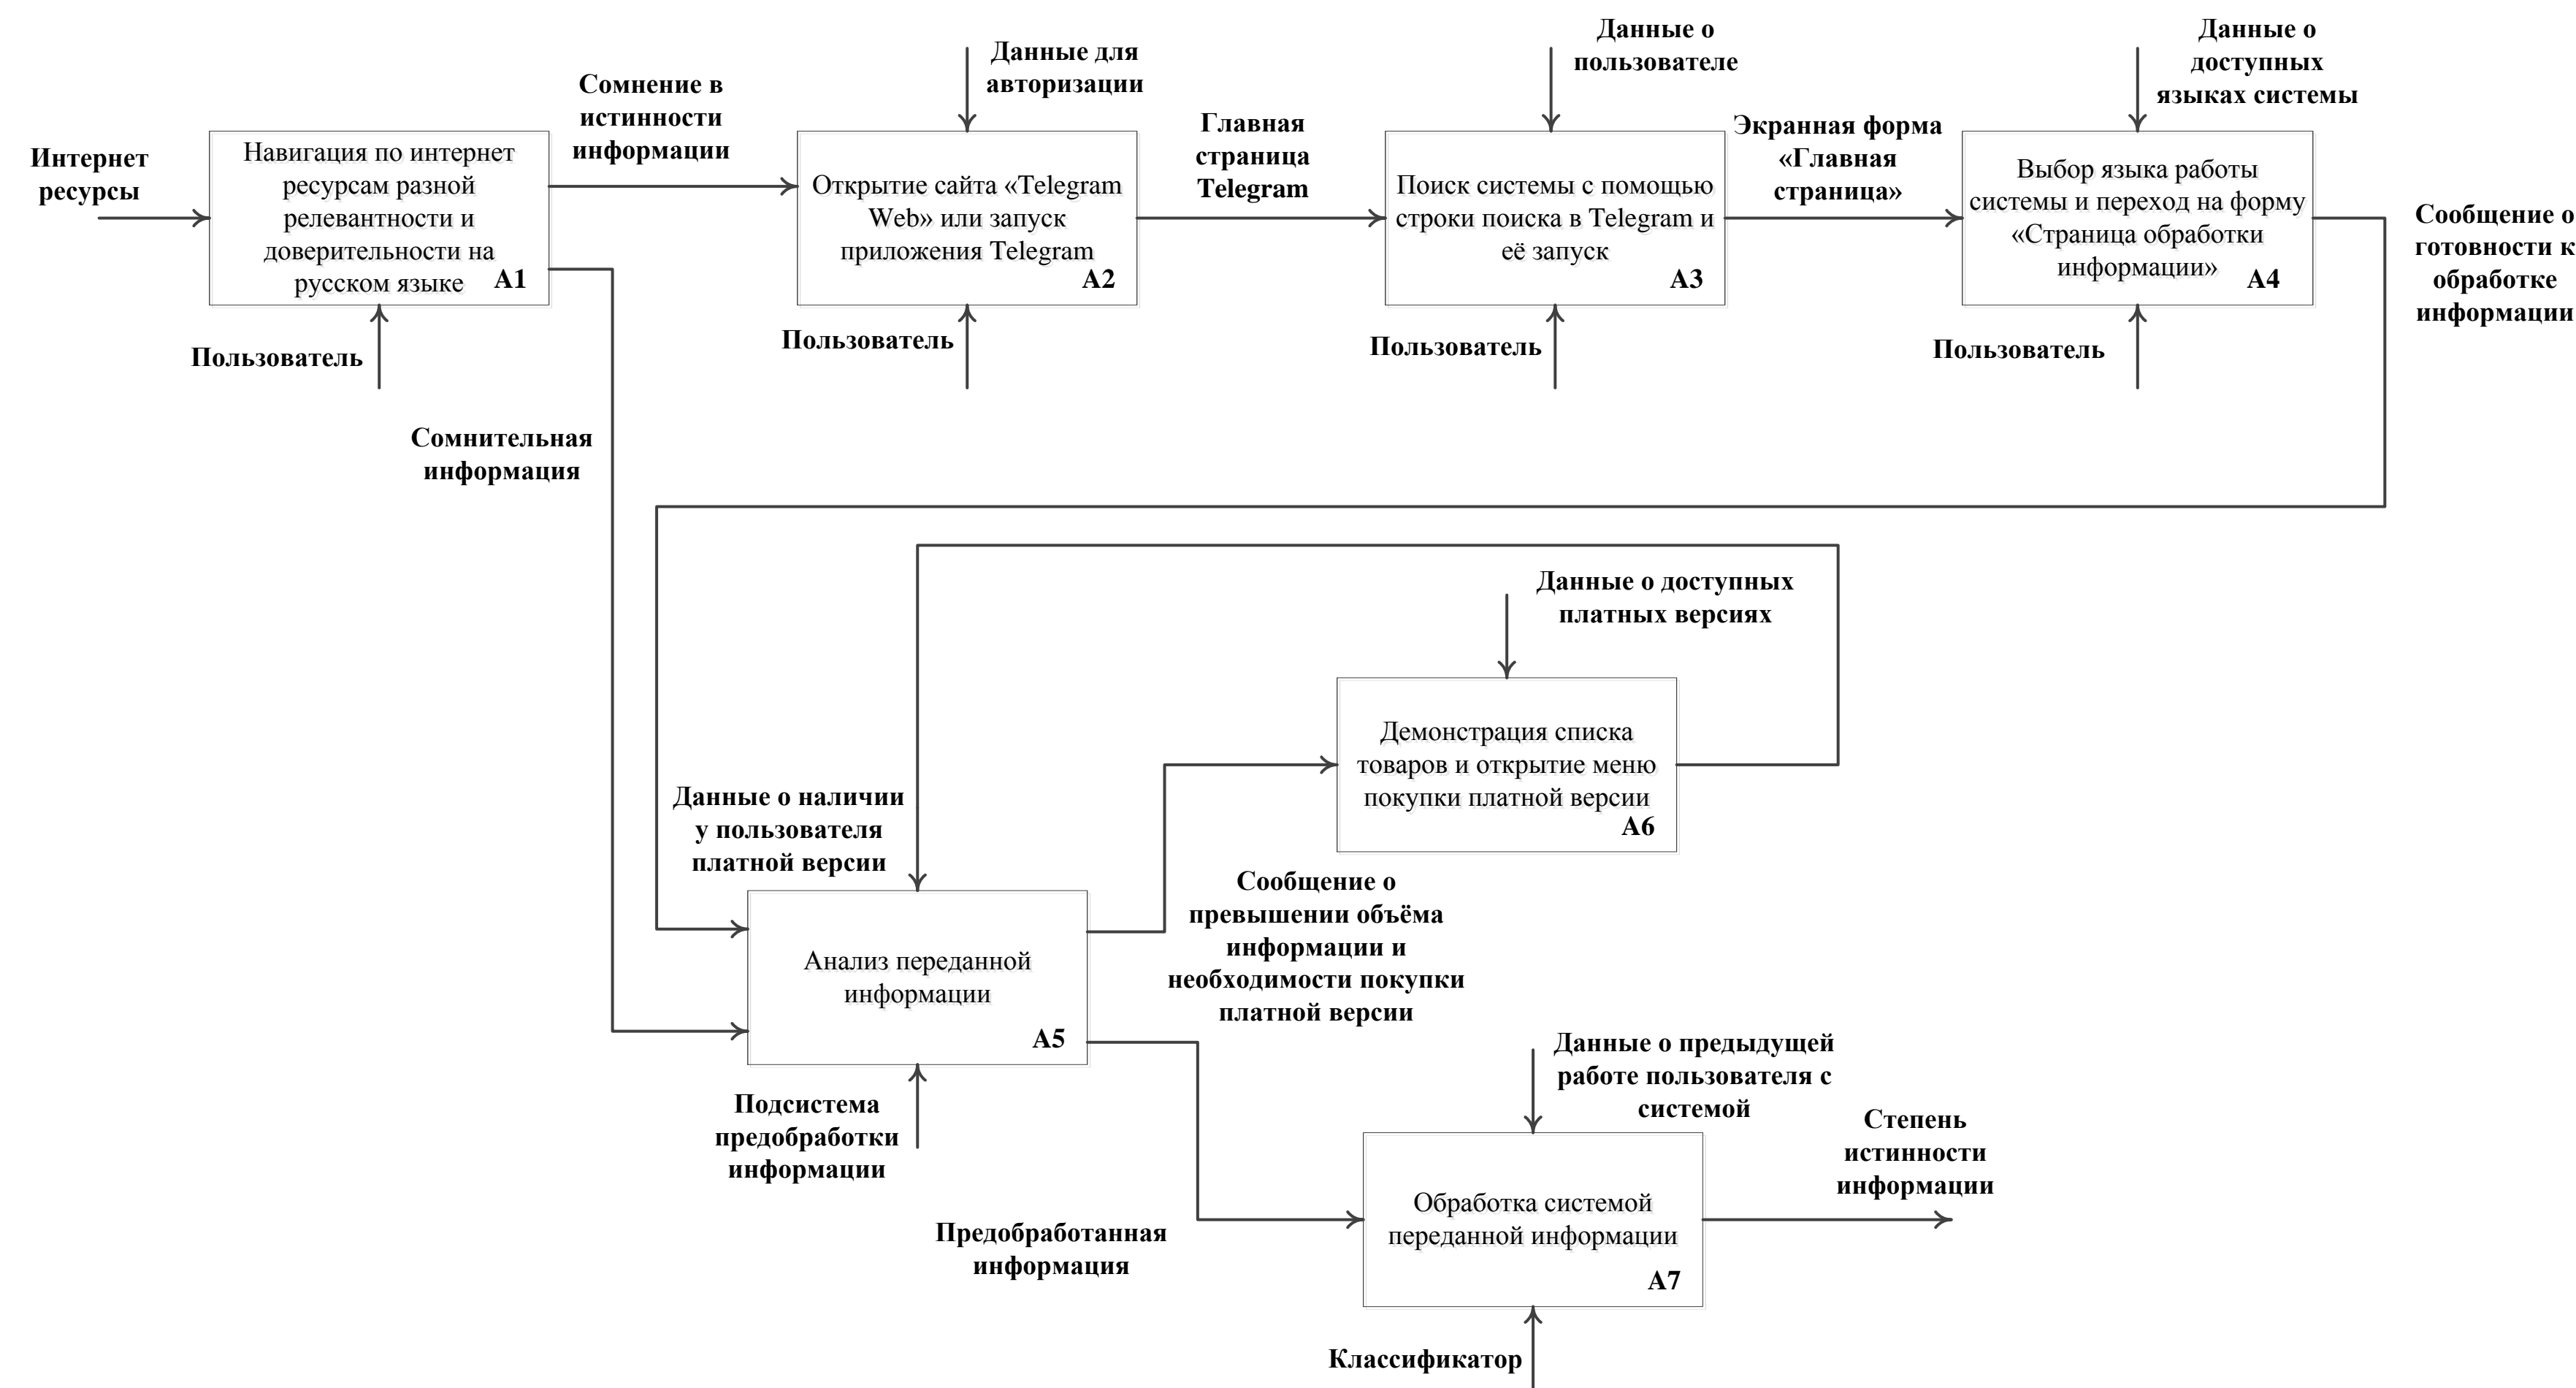 Интернет
ресурсы
Навигация по интернет
ресурсам разной
релевантности и
доверительности на
русском языке
A1
Пользователь
Сомнение в
истинности
информации
Сомнительная
информация
Данные для
авторизации
Открытие сайта «Telegram
Web» или запуск
приложения Telegram
A2
Пользователь
Главная
страница
Telegram
Данные о
пользователе
Поиск системы с помощью
строки поиска в Telegram и
её запуск
A3
Пользователь
Экранная форма
«Главная
страница»
Данные о
доступных
языках системы
Выбор языка работы
системы и переход на форму
«Страница обработки
информации»
A4
Пользователь
Сообщение о
готовности к
обработке
информации
Данные о доступных
платных версиях
Демонстрация списка
товаров и открытие меню
покупки платной версии
A6
Данные о наличии
у пользователя
платной версии
Анализ переданной
информации
A5
Подсистема
предобработки
информации
Сообщение о
превышении объёма
информации и
необходимости покупки
платной версии
Предобработанная
информация
Данные о предыдущей
работе пользователя с
системой
Обработка системой
переданной информации
A7
Классификатор
Степень
истинности
информации